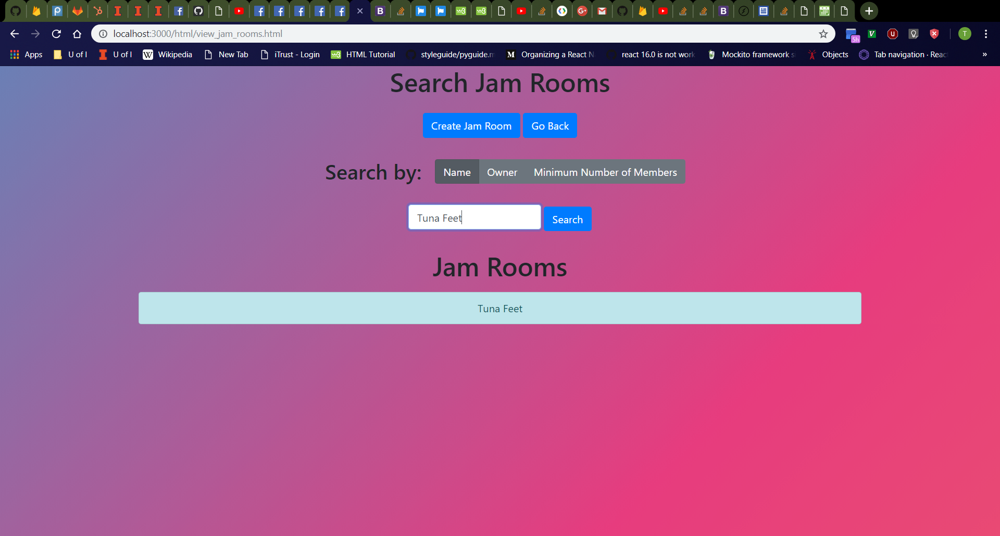 localhost:3000/html/view_jam_rooms.html
T
5h
Apps U of I U of I Wikipedia New Tab iTrust - Login HTML Tutorial styleguide/pyguide.m Organizing a React N react 16.0 is not work Mockito framework si Objects Tab navigation · Reac »
Search Jam Rooms
Create Jam Room Go Back
Search by: Name Owner Minimum Number of Members
Tuna Feet Search
Jam Rooms
Tuna Feet